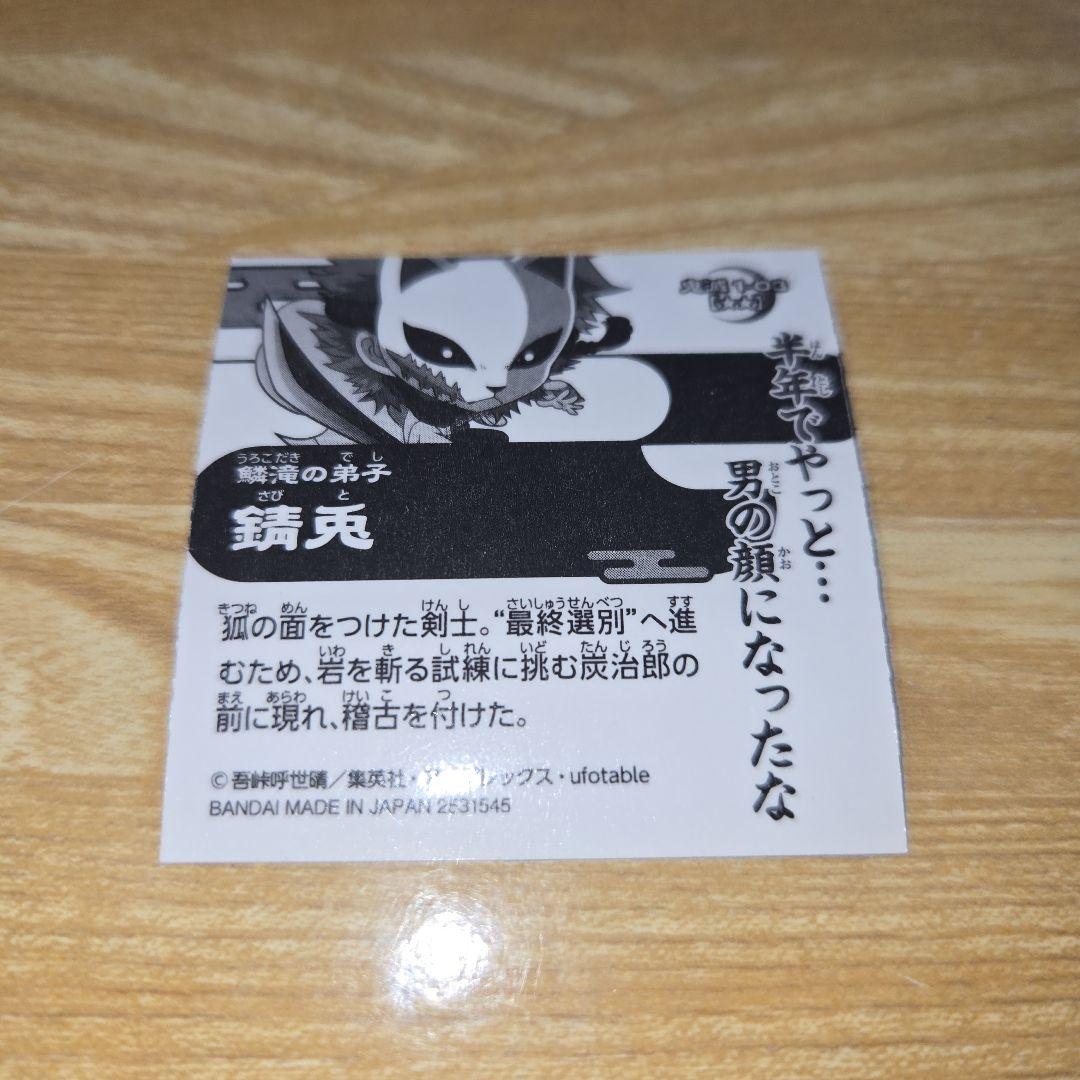 半年でやっと…
男の顔になったな
鱗滝の弟子
錆兎
狐の面をつけた剣士。“最終選別”へ進
むため、岩を斬る試練に挑む炭治郎の
前に現れ、稽古を付けた。
©吾峠呼世晴／集英社・ックス・ufotable
BANDAI MADE IN JAPAN 2531545